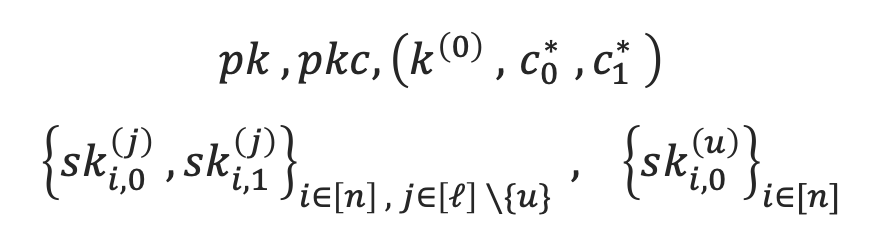 pk , pkc, (k^{(0)} , c_0^* , c_1^*)
{sk_{i,0}^{(j)} , sk_{i,1}^{(j)}}_{i∈[n] , j∈[ℓ] \{u}} , {sk_{i,0}^{(u)}}_{i∈[n]}